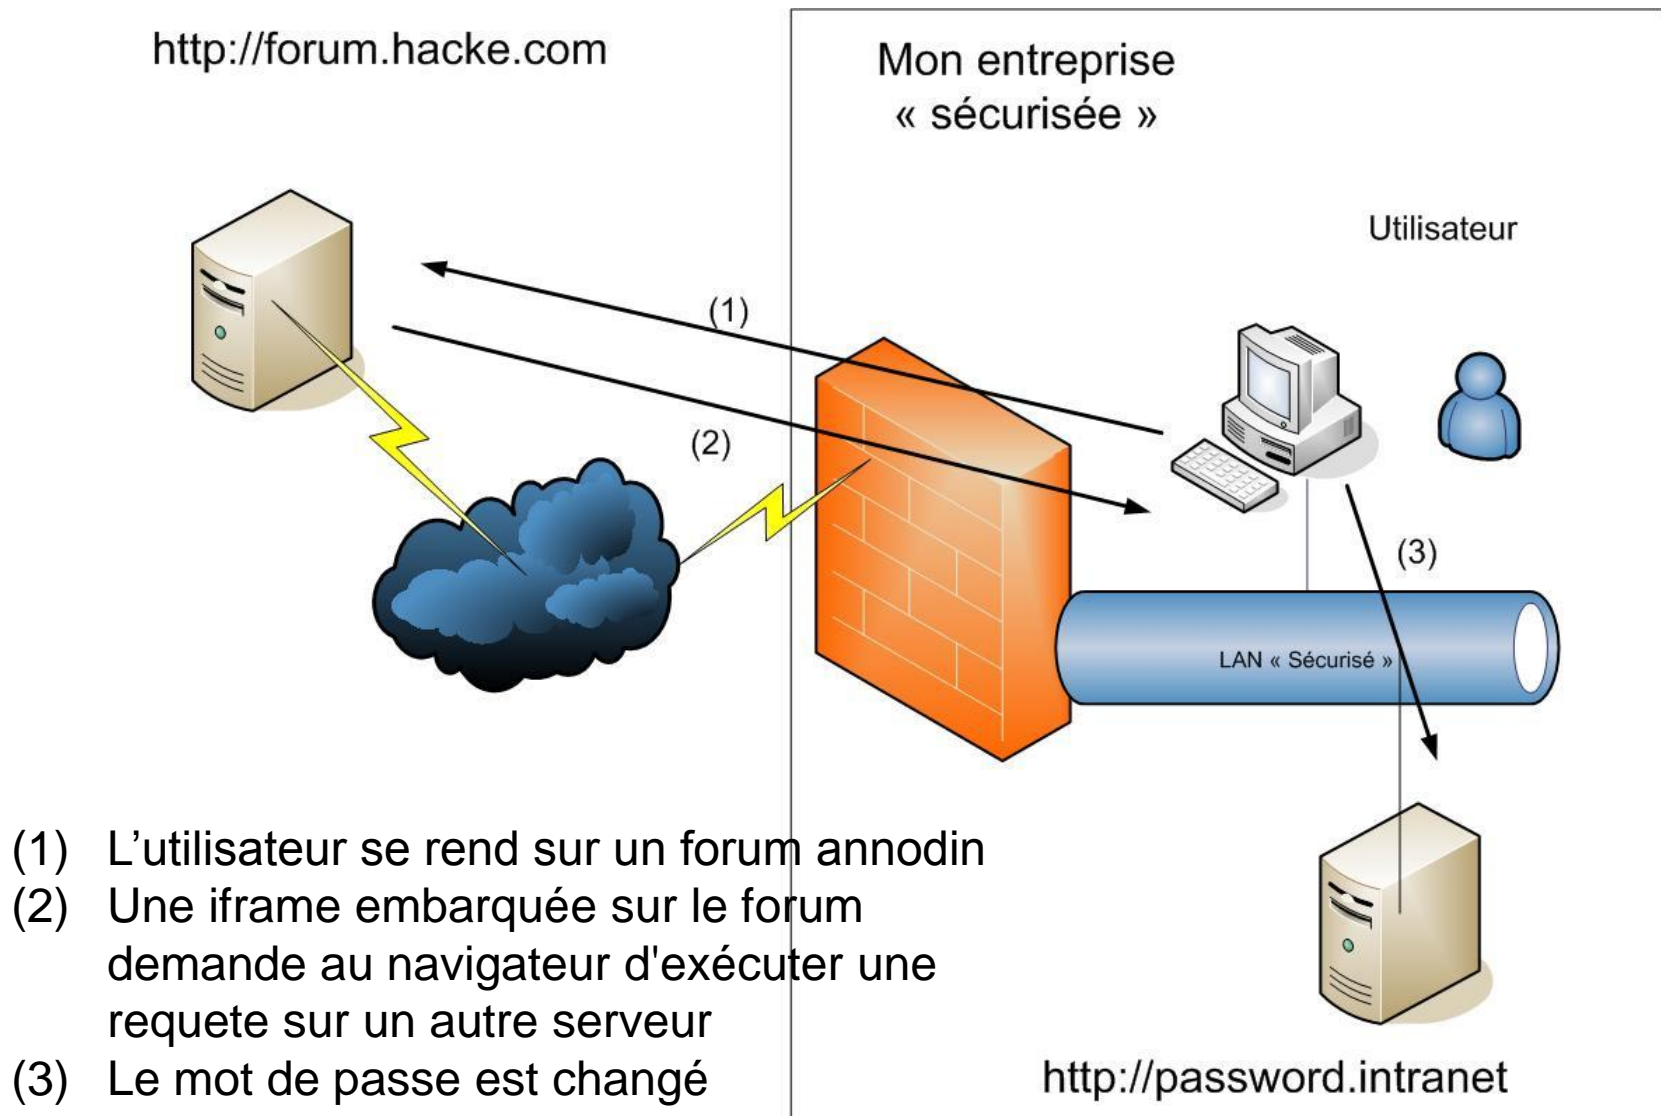 http://forum.hacke.com
Mon entreprise
« sécurisée »
Utilisateur
(1)
(2)
(3)
LAN « Sécurisé »
(1) L’utilisateur se rend sur un forum annodin
(2) Une iframe embarquée sur le forum
demande au navigateur d'exécuter une
requete sur un autre serveur
(3) Le mot de passe est changé
http://password.intranet